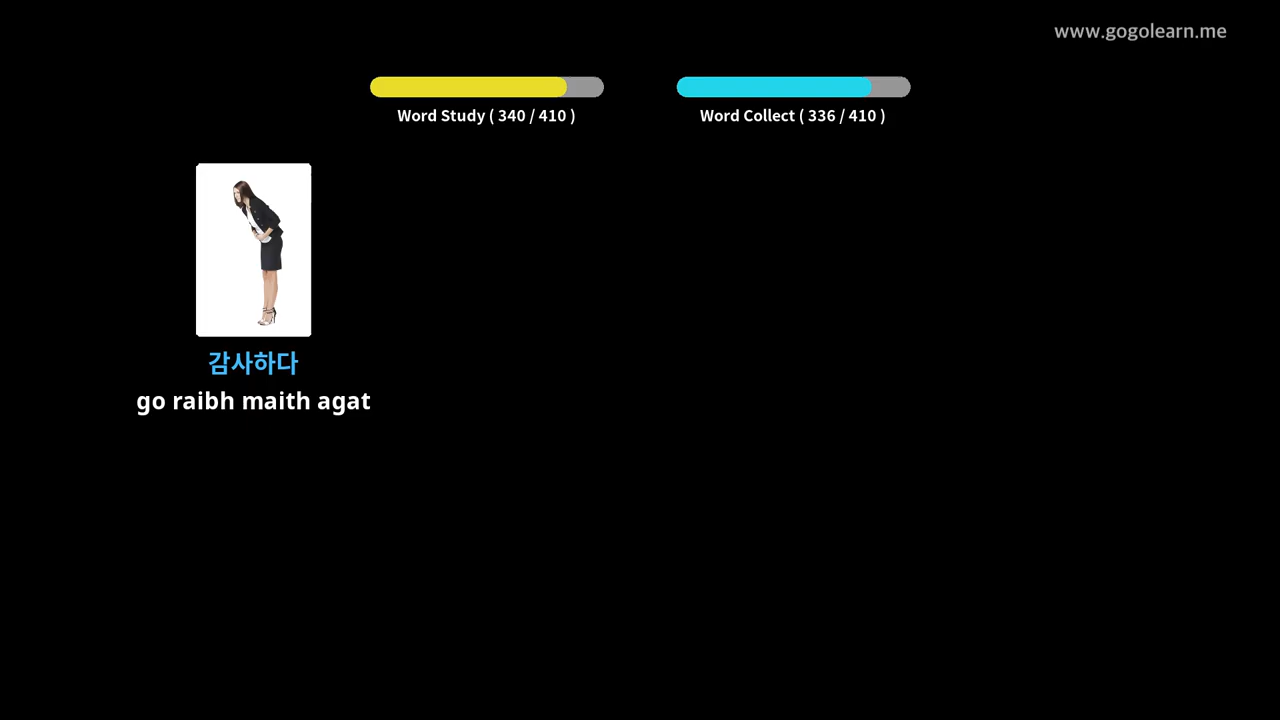 www.gogolearn.me
Word Study ( 340 / 410 )
Word Collect ( 336 / 410 )
감사하다
go raibh maith agat